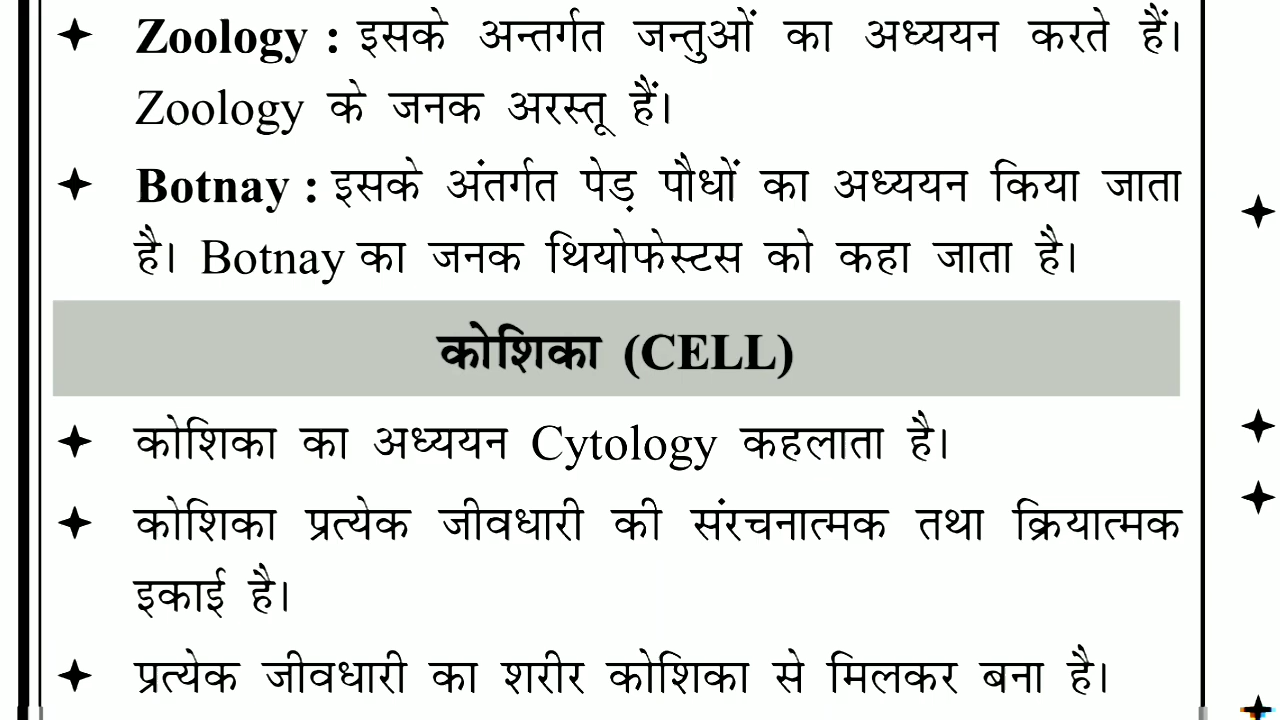 Zoology : इसके अन्तर्गत जन्तुओं का अध्ययन करते हैं।
Zoology के जनक अरस्तू हैं।
Botnay : इसके अंतर्गत पेड़ पौधों का अध्ययन किया जाता
है। Botnay का जनक थियोफेस्टस को कहा जाता है।
कोशिका (CELL)
कोशिका का अध्ययन Cytology कहलाता है।
कोशिका प्रत्येक जीवधारी की संरचनात्मक तथा क्रियात्मक
इकाई है।
प्रत्येक जीवधारी का शरीर कोशिका से मिलकर बना है।